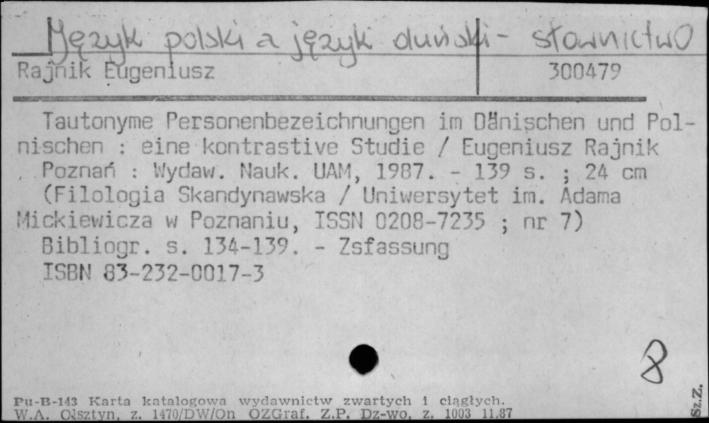 Język polski a język duński - słownictwo
Rajnik Eugeniusz 300479
Tautonyme Personenbezeichnungen im Dänischen und Pol-
nischen : eine kontrastive Studie / Eugeniusz Rajnik
. Poznań : Wydaw. Nauk. UAM, 1987. - 139 s. ; 24 cm
(Filologia Skandynawska / Uniwersytet im. Adama
Mickiewicza w Poznaniu, ISSN 0208-7235 ; nr 7)
Bibliogr. s. 134-139. - Zsfassung
ISBN 83-232-0017-3
8
Pu-B-143 Karta katalogowa wydawnictw zwartych i ciągłych.
W.A. Olsztyn, z. 1470/DW/On OZGraf. Z.P. Dz-wo, z. 1003 11.87
Sz.Z.